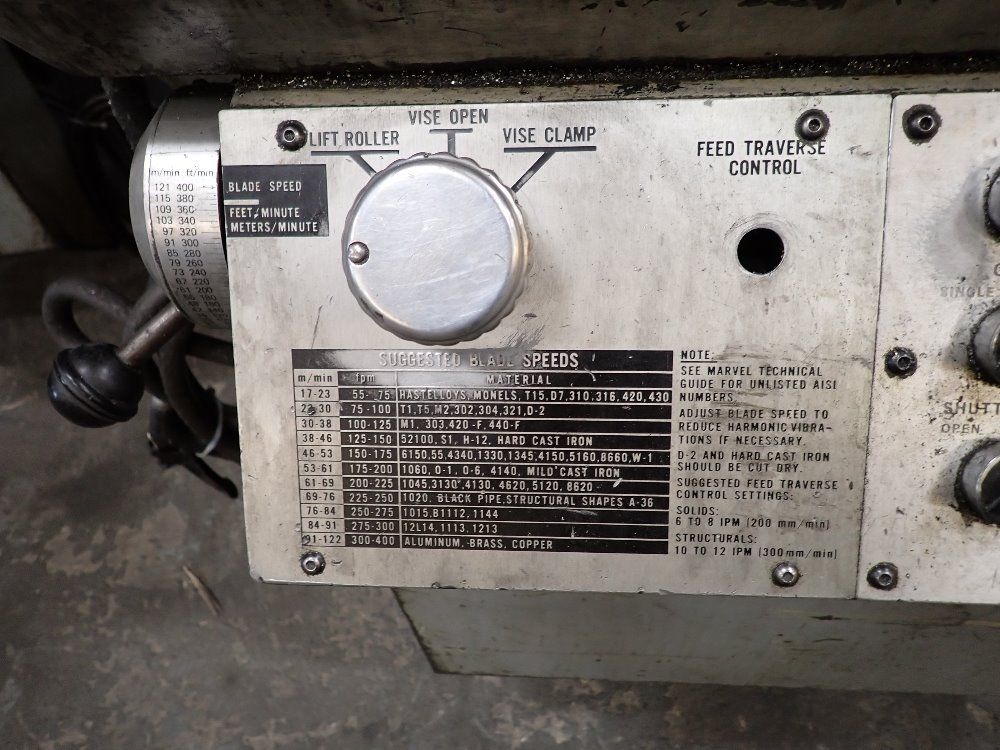 m/min ft/min
121 400
115 380
109 360
103 340
97 320
91 300
85 280
79 260
73 240
67 220
61 200
180
BLADE SPEED
FEET/MINUTE
METERS/MINUTE
LIFT ROLLER
VISE OPEN
VISE CLAMP
FEED TRAVERSE
CONTROL
SUGGESTED BLADE SPEEDS
m/min fpm MATERIAL
17-23 55-75 HASTELLOYS, MONELS, T15, D7, 310, 316, 420, 430
23-30 75-100 T1, T5, M2, 302, 304, 321, D-2
30-38 100-125 M1, 303, 420-F, 440-F
38-46 125-150 52100, S1, H-12, HARD CAST IRON
46-53 150-175 6150, 55, 4340, 1330, 1345, 4150, 5160, 8660, W-1
53-61 175-200 1060, 0-1, 0-6, 4140, MILD CAST IRON
61-69 200-225 1045, 3130, 4130, 4620, 5120, 8620
69-76 225-250 1020, BLACK PIPE, STRUCTURAL SHAPES A-36
76-84 250-275 1015, B1112, 1144
84-91 275-300 12L14, 1113, 1213
91-122 300-400 ALUMINUM, BRASS, COPPER
NOTE:
SEE MARVEL TECHNICAL
GUIDE FOR UNLISTED AISI
NUMBERS.
ADJUST BLADE SPEED TO
REDUCE HARMONIC VIBRA-
TIONS IF NECESSARY.
D-2 AND HARD CAST IRON
SHOULD BE CUT DRY.
SUGGESTED FEED TRAVERSE
CONTROL SETTINGS:
SOLIDS:
6 TO 8 IPM (200 mm/min)
STRUCTURALS:
10 TO 12 IPM (300mm/min)
SINGLE
SHUTT
OPEN